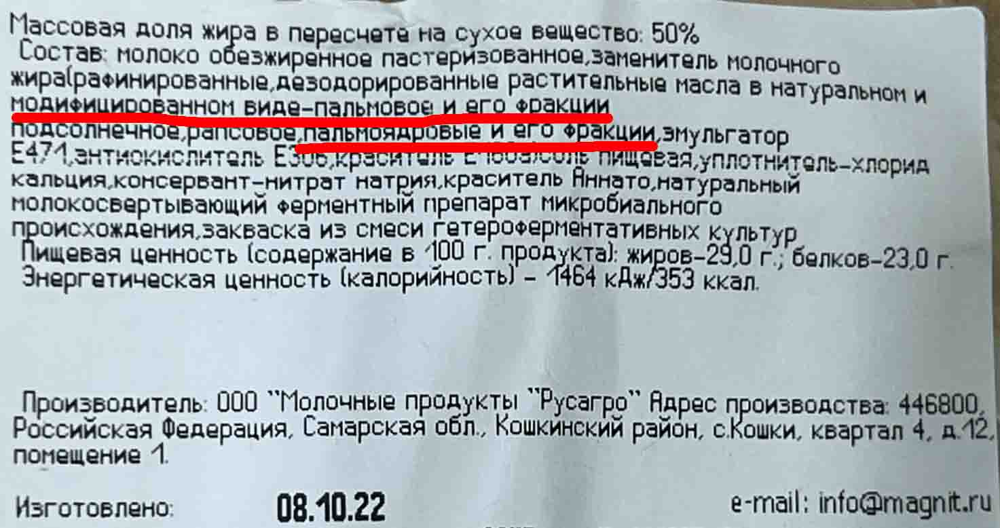 Массовая доля жира в пересчете на сухое вещество: 50%
Состав: молоко обезжиренное пастеризованное,заменитель молочного
жира(рафинированные,дезодорированные растительные масла в натуральном и
модифицированном виде-пальмовое и его фракции
подсолнечное,рапсовое,пальмоядровые и его фракции,эмульгатор
Е471,антиокислитель Е306,краситель пищевая,уплотнитель-хлорид
кальция,консервант-нитрат натрия,краситель Аннато,натуральный
молокосвертывающий ферментный препарат микробиального
происхождения,закваска из смеси гетероферментативных культур
Пищевая ценность (содержание в 100 г. продукта): жиров-29,0 г.; белков-23,0 г.
Энергетическая ценность (калорийность) - 1464 кДж/353 ккал.
Производитель: ООО "Молочные продукты "Русагро" Адрес производства: 446800,
Российская Федерация, Самарская обл., Кошкинский район, с.Кошки, квартал 4, д.12,
помещение 1.
Изготовлено: 08.10.22 e-mail: info@magnit.ru